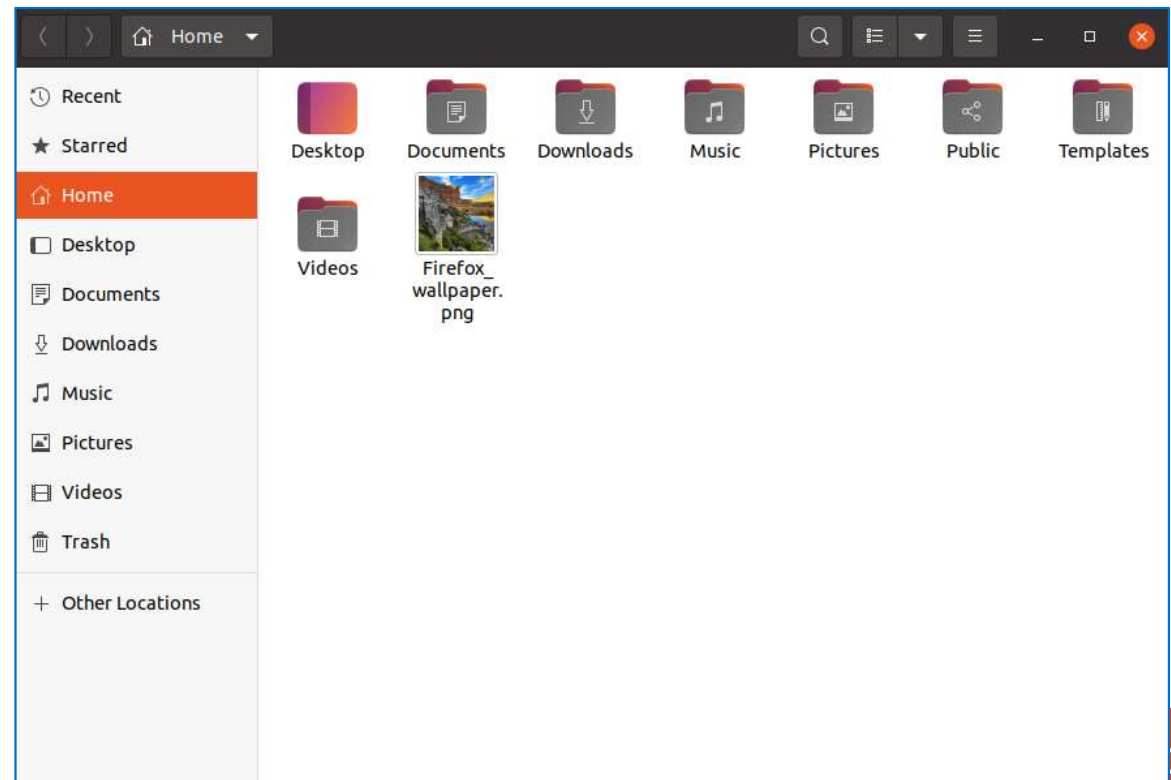 Home
Recent
Starred
Home
Desktop
Documents
Downloads
Music
Pictures
Videos
Trash
Other Locations
Desktop
Documents
Downloads
Music
Pictures
Public
Templates
Videos
Firefox_
wallpaper.
png